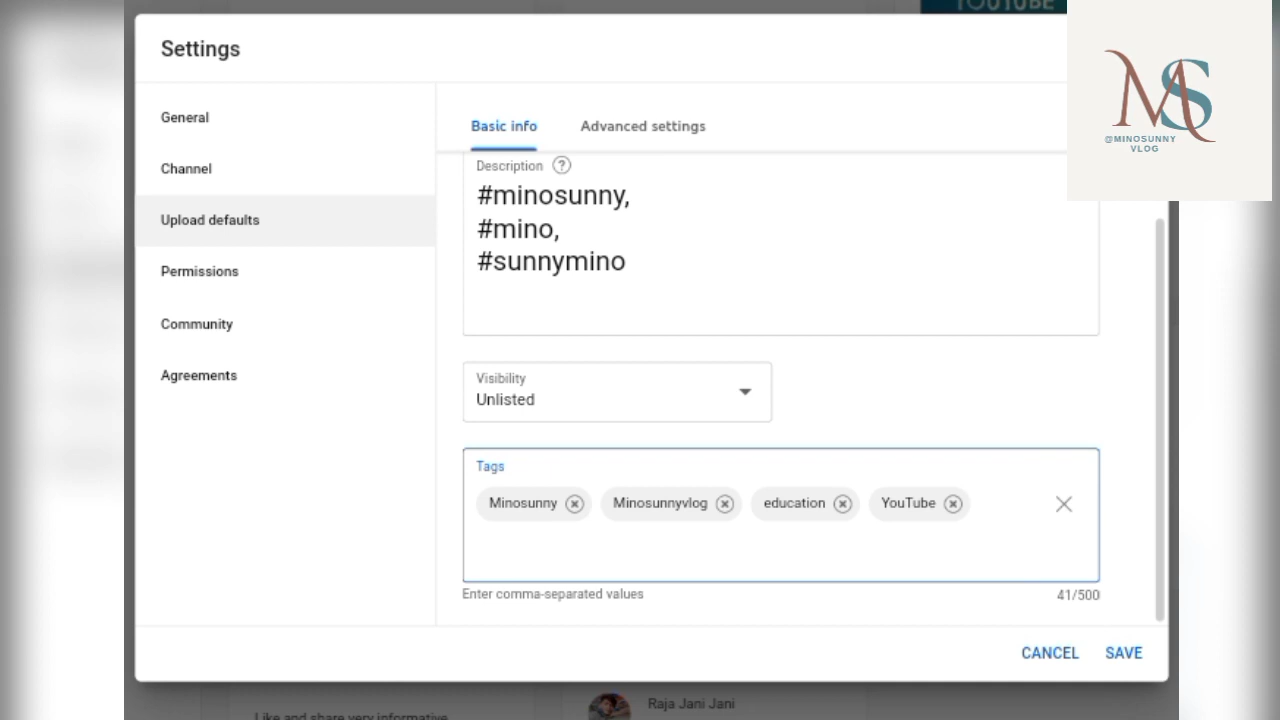 YOUTUBE
Settings
General
Channel
Upload defaults
Permissions
Community
Agreements
Basic info
Advanced settings
Description ?
#minosunny,
#mino,
#sunnymino
Visibility
Unlisted
Tags
Minosunny
Minosunnyvlog
education
YouTube
Enter comma-separated values
41/500
CANCEL
SAVE
MS
@MINOSUNNY
VLOG
Like and share very informative
Raja Jani Jani